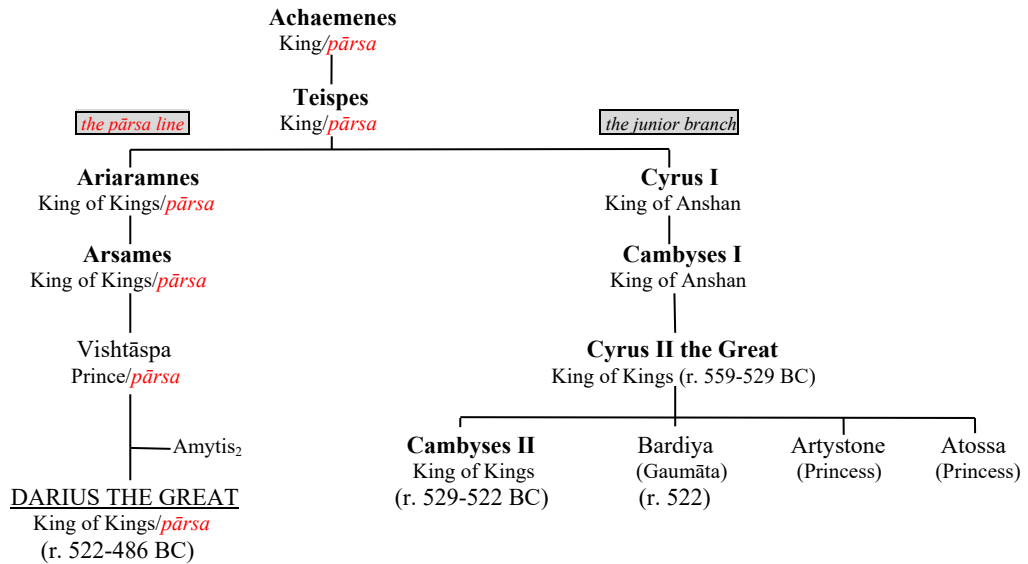 Achaemenes
King/pārsa
Teispes
King/pārsa
the pārsa line
the junior branch
Ariaramnes
King of Kings/pārsa
Cyrus I
King of Anshan
Arsames
King of Kings/pārsa
Cambyses I
King of Anshan
Vishtāspa
Prince/pārsa
Cyrus II the Great
King of Kings (r. 559-529 BC)
Amytis₂
DARIUS THE GREAT
King of Kings/pārsa
(r. 522-486 BC)
Cambyses II
King of Kings
(r. 529-522 BC)
Bardiya
(Gaumāta)
(r. 522)
Artystone
(Princess)
Atossa
(Princess)